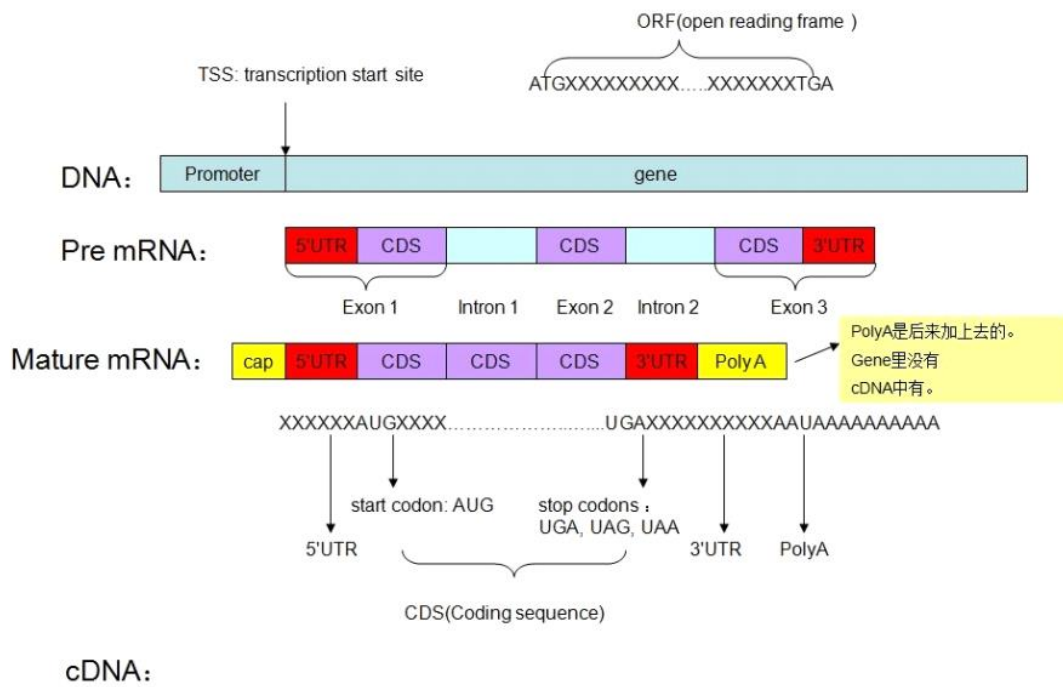 ORF(open reading frame )
TSS: transcription start site
ATGXXXXXXXXX.....XXXXXXXTGA
DNA:
Promoter
gene
Pre mRNA:
5'UTR
CDS
CDS
CDS
3'UTR
Exon 1
Intron 1
Exon 2
Intron 2
Exon 3
Mature mRNA:
cap
5'UTR
CDS
CDS
CDS
3'UTR
Poly A
PolyA是后来加上去的。
Gene里没有
cDNA中有。
XXXXXXAUGXXXX......................UGAXXXXXXXXXXAAUAAAAAAAAAA
start codon: AUG
stop codons :
UGA, UAG, UAA
5'UTR
3'UTR
PolyA
CDS(Coding sequence)
cDNA: